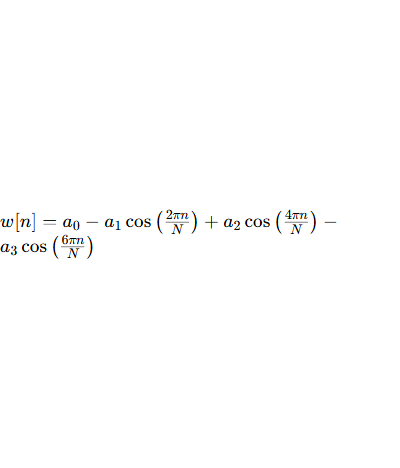 w[n] = a₀ − a₁ cos (2πn/N) + a₂ cos (4πn/N) −
a₃ cos (6πn/N)